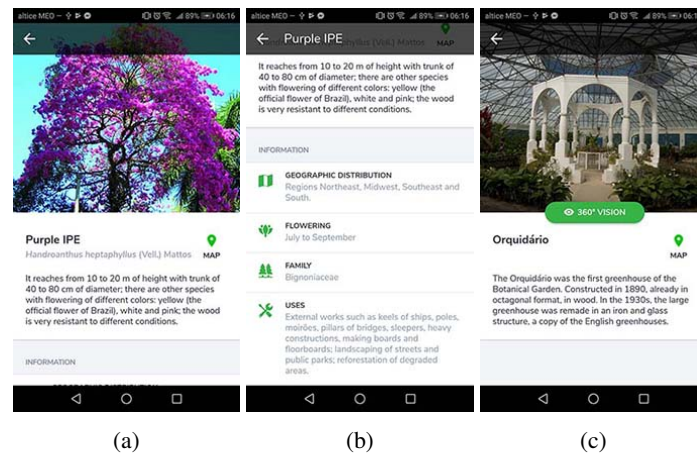 altice MEO 89% 06:16
Purple IPE
Handroanthus heptaphyllus (Vell.) Mattos
MAP
It reaches from 10 to 20 m of height with trunk of
40 to 80 cm of diameter; there are other species
with flowering of different colors: yellow (the
official flower of Brazil), white and pink; the wood
is very resistant to different conditions.
INFORMATION
GEOGRAPHIC DISTRIBUTION
(a)
altice MEO 89% 06:16
Purple IPE
Handroanthus heptaphyllus (Vell.) Mattos
MAP
It reaches from 10 to 20 m of height with trunk of
40 to 80 cm of diameter; there are other species
with flowering of different colors: yellow (the
official flower of Brazil), white and pink; the wood
is very resistant to different conditions.
INFORMATION
GEOGRAPHIC DISTRIBUTION
Regions Northeast, Midwest, Southeast and
South.
FLOWERING
July to September
FAMILY
Bignoniaceae
USES
External works such as keels of ships, poles,
moirões, pillars of bridges, sleepers, heavy
constructions, making boards and
floorboards; landscaping of streets and
public parks; reforestation of degraded
areas.
(b)
altice MEO 89% 06:16
360° VISION
Orquidário
MAP
The Orquidário was the first greenhouse of the
Botanical Garden. Constructed in 1890, already in
octagonal format, in wood. In the 1930s, the large
greenhouse was remade in an iron and glass
structure, a copy of the English greenhouses.
(c)